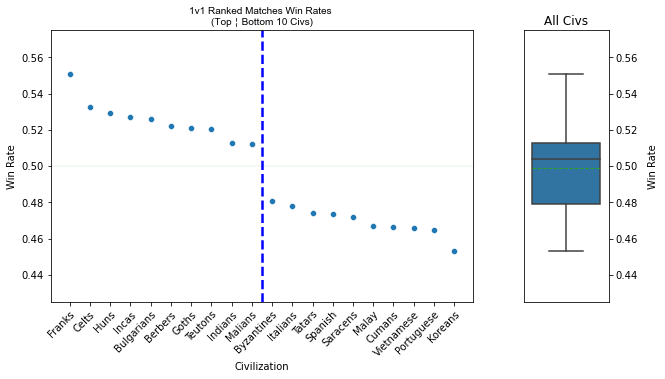 1v1 Ranked Matches Win Rates
(Top ¦ Bottom 10 Civs)
Win Rate
0.56
0.54
0.52
0.50
0.48
0.46
0.44
Franks
Celts
Huns
Incas
Bulgarians
Berbers
Goths
Teutons
Indians
Malians
Byzantines
Italians
Tatars
Spanish
Saracens
Malay
Cumans
Vietnamese
Portuguese
Koreans
Civilization
All Civs
0.56
0.54
0.52
0.50
0.48
0.46
0.44
Win Rate